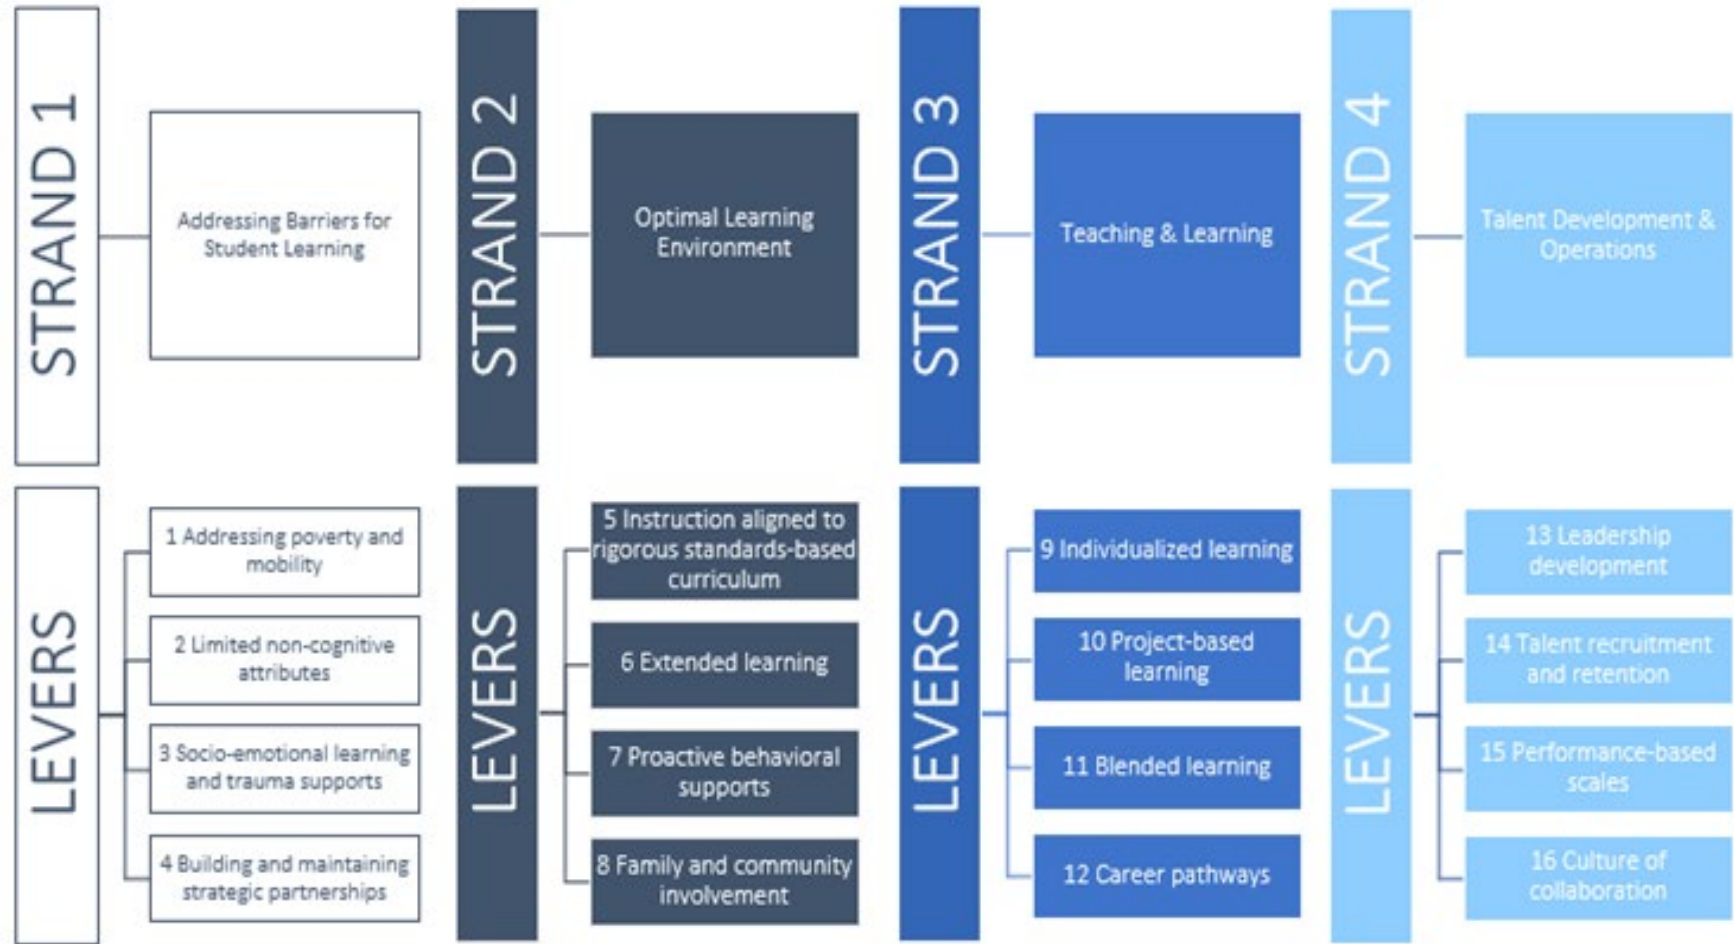 STRAND 1
Addressing Barriers for
Student Learning
STRAND 2
Optimal Learning
Environment
STRAND 3
Teaching & Learning
STRAND 4
Talent Development &
Operations
LEVERS
1 Addressing poverty and
mobility
2 Limited non-cognitive
attributes
3 Socio-emotional learning
and trauma supports
4 Building and maintaining
strategic partnerships
LEVERS
5 Instruction aligned to
rigorous standards-based
curriculum
6 Extended learning
7 Proactive behavioral
supports
8 Family and community
involvement
LEVERS
9 Individualized learning
10 Project-based
learning
11 Blended learning
12 Career pathways
LEVERS
13 Leadership
development
14 Talent recruitment
and retention
15 Performance-based
scales
16 Culture of
collaboration